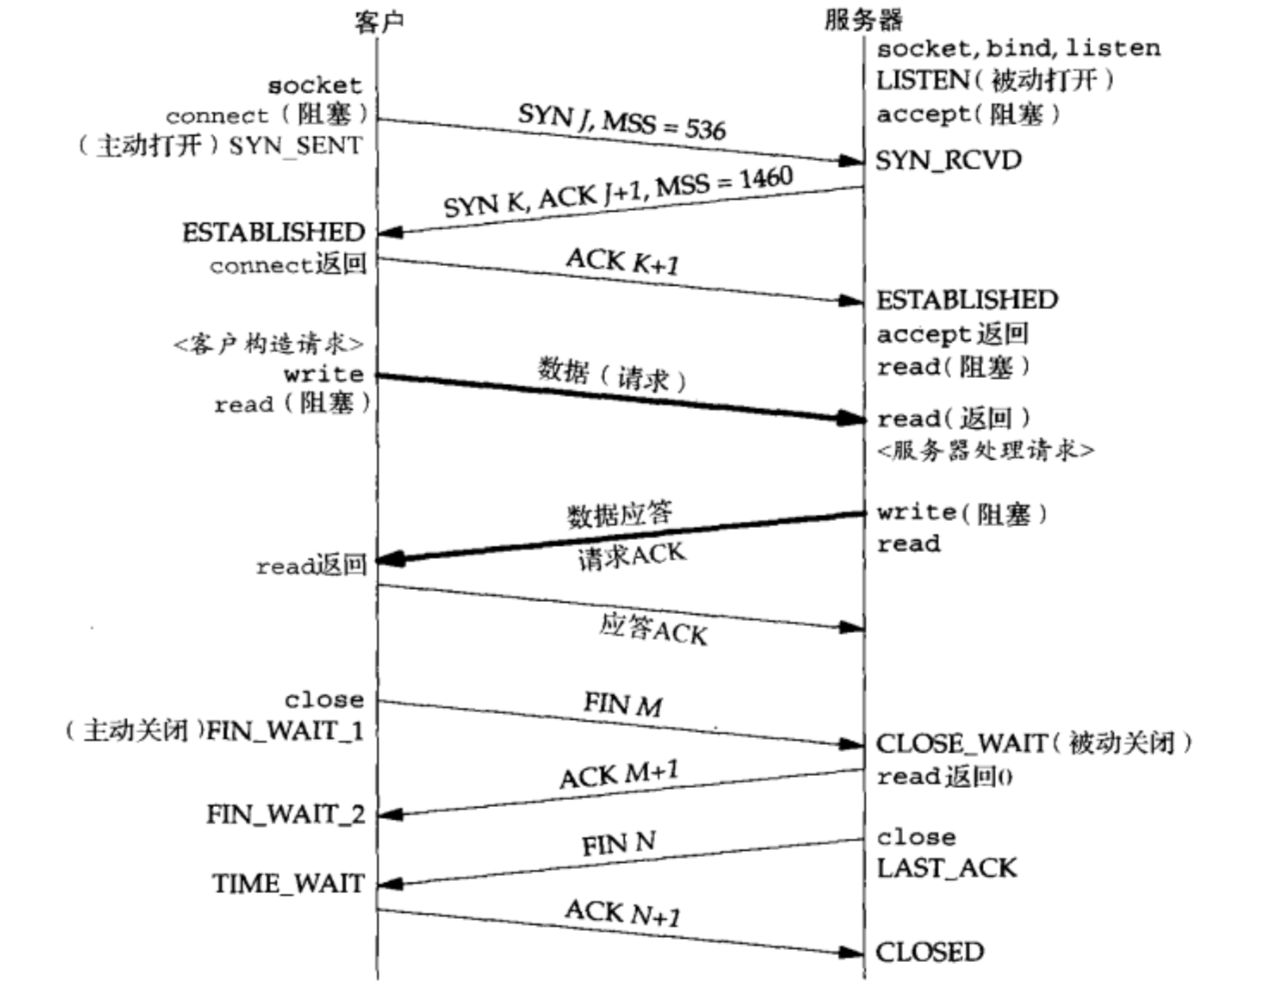 客户
服务器
socket, bind, listen
LISTEN(被动打开)
accept(阻塞)
socket
connect(阻塞)
(主动打开)SYN_SENT
SYN J, MSS = 536
SYN_RCVD
SYN K, ACK J+1, MSS = 1460
ESTABLISHED
connect返回
ACK K+1
ESTABLISHED
accept返回
read(阻塞)
<客户构造请求>
write
read(阻塞)
数据(请求)
read(返回)
<服务器处理请求>
write(阻塞)
read
数据应答
请求ACK
read返回
应答ACK
close
(主动关闭)FIN_WAIT_1
FIN M
CLOSE_WAIT(被动关闭)
read返回0
ACK M+1
FIN_WAIT_2
close
LAST_ACK
FIN N
TIME_WAIT
ACK N+1
CLOSED